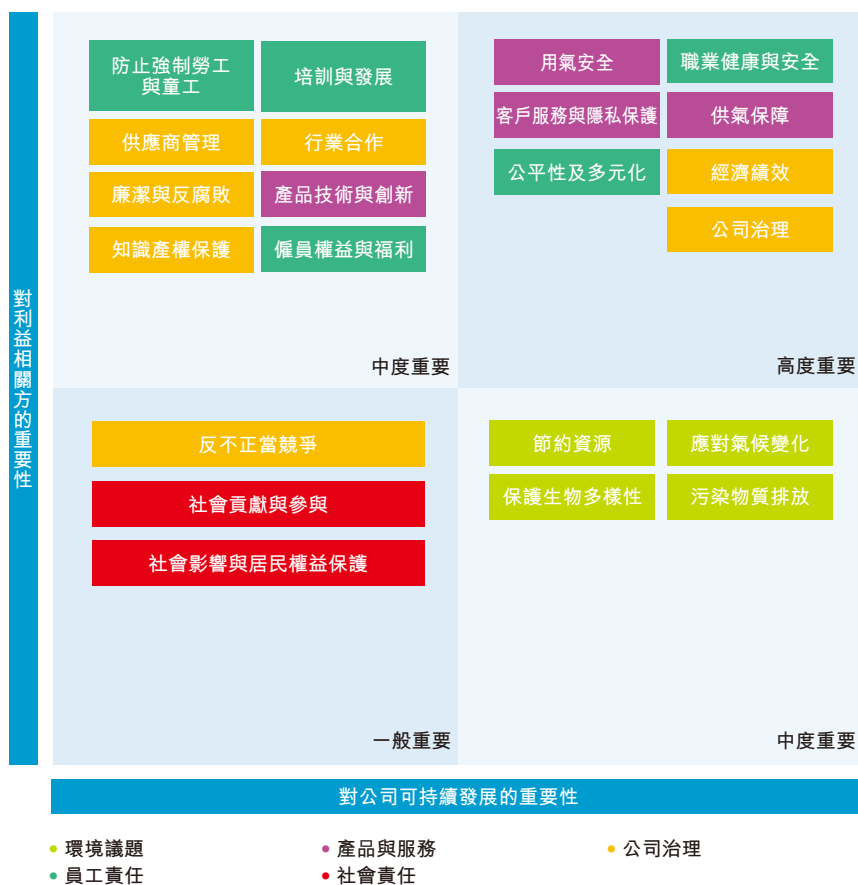 對利益相關方的重要性
防止強制勞工
與童工
培訓與發展
供應商管理
行業合作
廉潔與反腐敗
產品技術與創新
知識產權保護
僱員權益與福利
中度重要
用氣安全
職業健康與安全
客戶服務與隱私保護
供氣保障
公平性及多元化
經濟績效
公司治理
高度重要
反不正當競爭
社會貢獻與參與
社會影響與居民權益保護
一般重要
節約資源
應對氣候變化
保護生物多樣性
污染物質排放
中度重要
對公司可持續發展的重要性
環境議題
產品與服務
公司治理
員工責任
社會責任